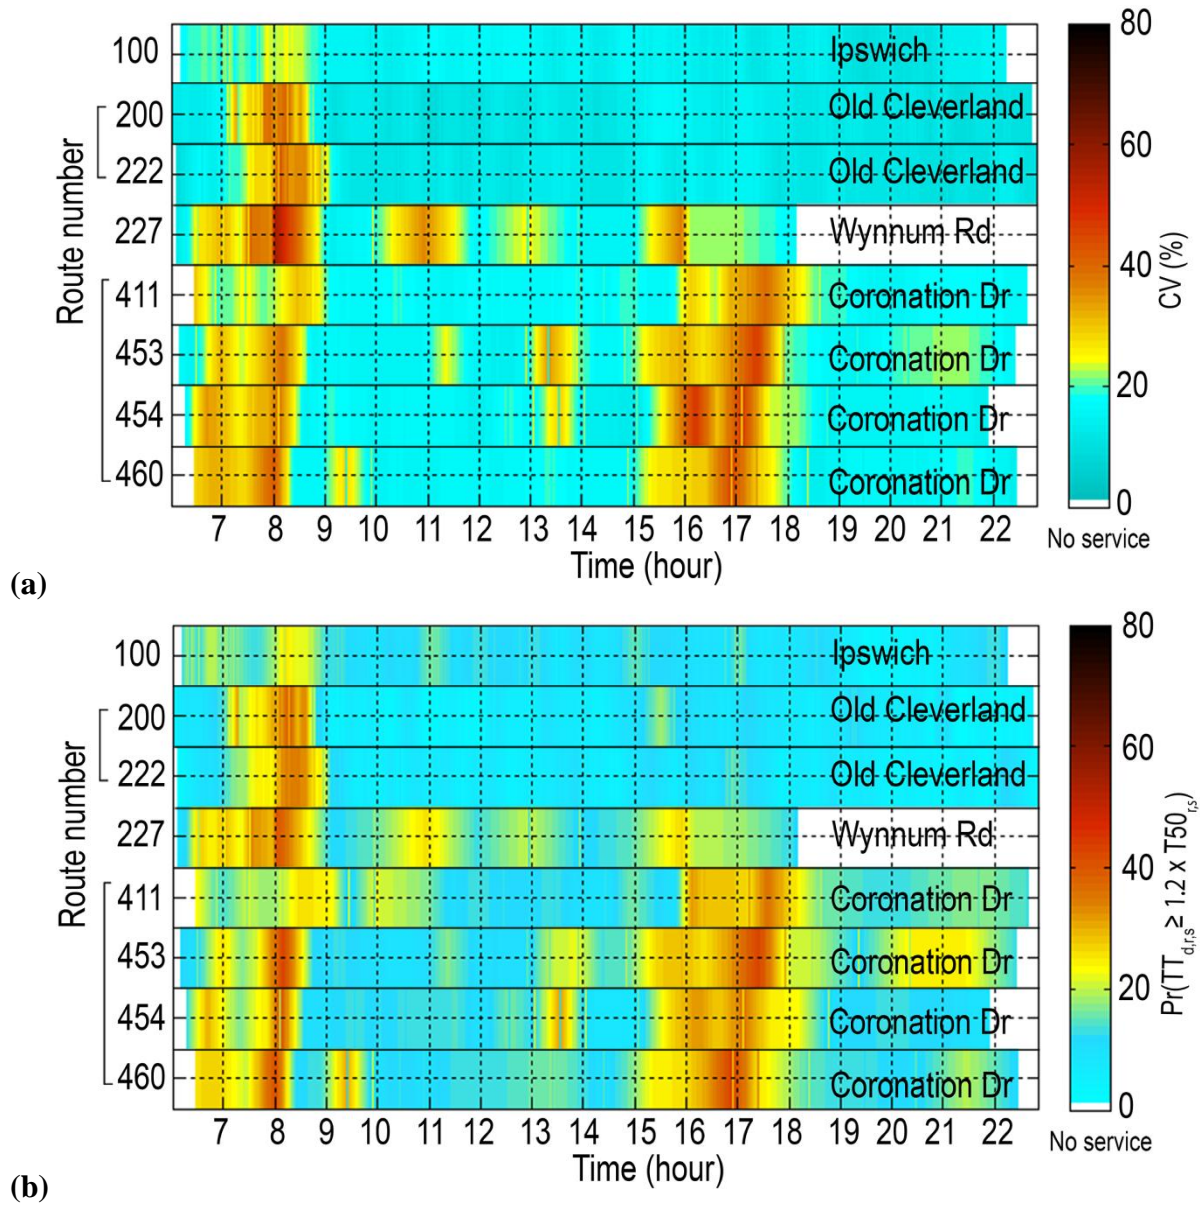 100
Ipswich
200
Old Cleverland
222
Old Cleverland
227
Wynnum Rd
411
Coronation Dr
453
Coronation Dr
454
Coronation Dr
460
Coronation Dr
Route number
7 8 9 10 11 12 13 14 15 16 17 18 19 20 21 22
Time (hour)
80
60
40
20
0
CV (%)
No service
(a)
100
Ipswich
200
Old Cleverland
222
Old Cleverland
227
Wynnum Rd
411
Coronation Dr
453
Coronation Dr
454
Coronation Dr
460
Coronation Dr
Route number
7 8 9 10 11 12 13 14 15 16 17 18 19 20 21 22
Time (hour)
80
60
40
20
0
Pr(TTd,r,s ≥ 1.2 x T50r,s)
No service
(b)